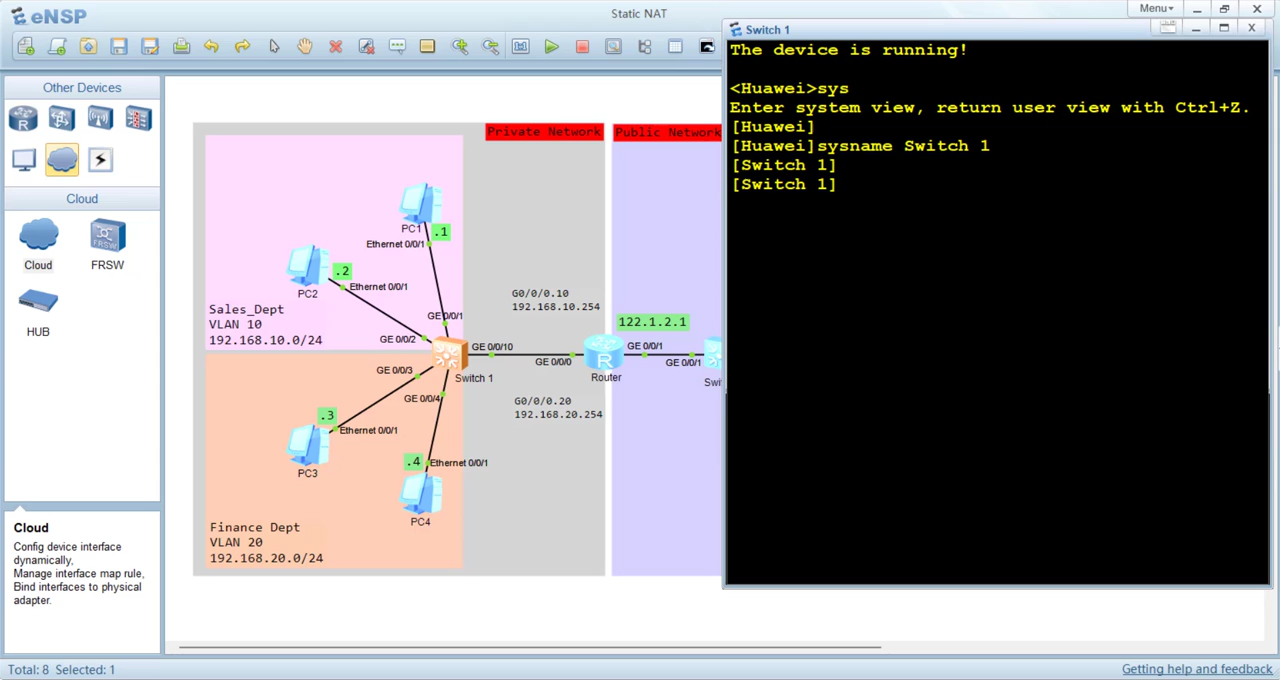 eNSP
Static NAT
Menu
Other Devices
Cloud
Cloud
FRSW
FRSW
HUB
Cloud
Config device interface
dynamically,
Manage interface map rule,
Bind interfaces to physical
adapter.
Private Network
Public Network
PC1
.1
Ethernet 0/0/1
PC2
.2
Ethernet 0/0/1
Sales_Dept
VLAN 10
192.168.10.0/24
GE 0/0/1
GE 0/0/2
G0/0/0.10
192.168.10.254
122.1.2.1
GE 0/0/10
GE 0/0/0
GE 0/0/1
GE 0/0/1
R
Switch 1
Router
GE 0/0/3
GE 0/0/4
G0/0/0.20
192.168.20.254
.3
Ethernet 0/0/1
PC3
.4
Ethernet 0/0/1
PC4
Finance Dept
VLAN 20
192.168.20.0/24
Switch 1
The device is running!
<Huawei>sys
Enter system view, return user view with Ctrl+Z.
[Huawei]
[Huawei]sysname Switch 1
[Switch 1]
[Switch 1]
Total: 8 Selected: 1
Getting help and feedback